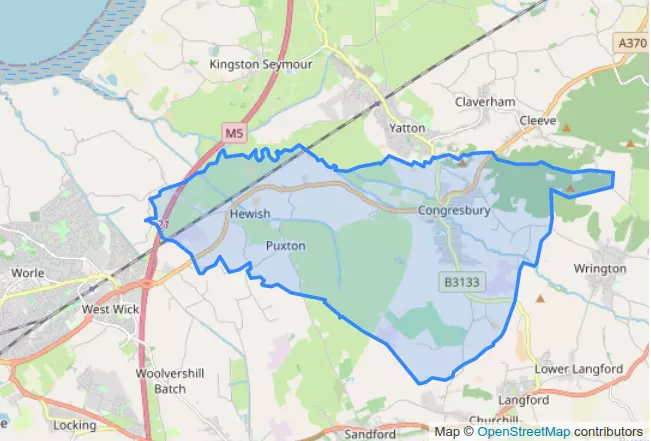 A370
Kingston Seymour
Claverham
Cleeve
M5
Yatton
Hewish
Congresbury
21
Puxton
Worle
Wrington
B3133
West Wick
Woolvershill
Batch
Lower Langford
Langford
Locking
Churchill
Sandford
Map © OpenStreetMap contributors